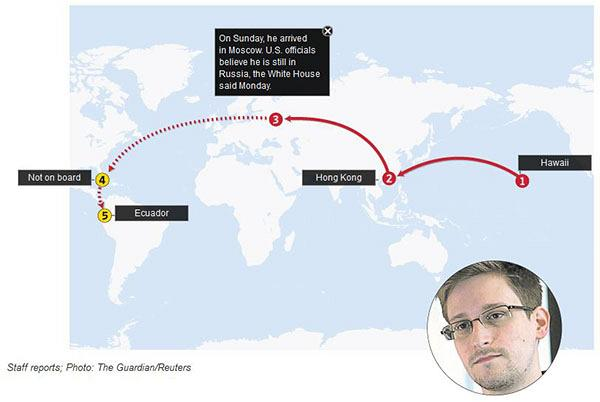 On Sunday, he arrived
in Moscow. U.S. officials
believe he is still in
Russia, the White House
said Monday.
3
Not on board
4
Hong Kong
2
Hawaii
1
5
Ecuador
Staff reports; Photo: The Guardian/Reuters